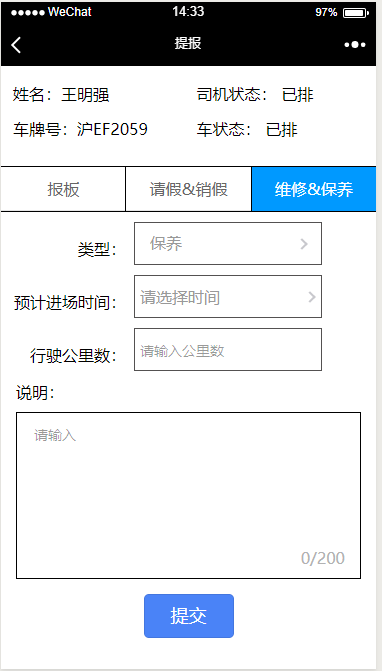 WeChat 14:33 97%
提报
姓名：王明强 司机状态： 已排
车牌号：沪EF2059 车状态： 已排
报板 请假&销假 维修&保养
类型： 保养
预计进场时间： 请选择时间
行驶公里数： 请输入公里数
说明：
请输入
0/200
提交